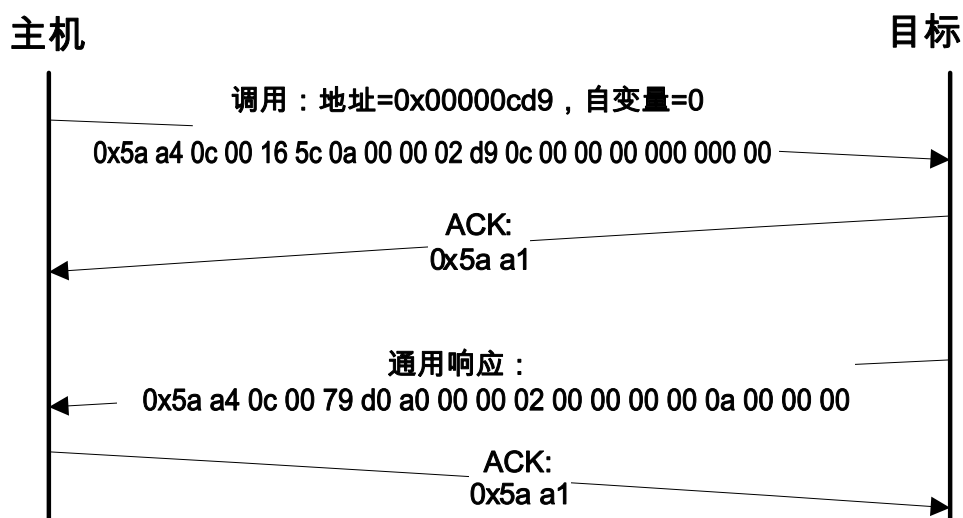 主机
目标
调用：地址=0x00000cd9，自变量=0
0x5a a4 0c 00 16 5c 0a 00 00 02 d9 0c 00 00 00 000 000 00
ACK:
0x5a a1
通用响应：
0x5a a4 0c 00 79 d0 a0 00 00 02 00 00 00 00 0a 00 00 00
ACK:
0x5a a1